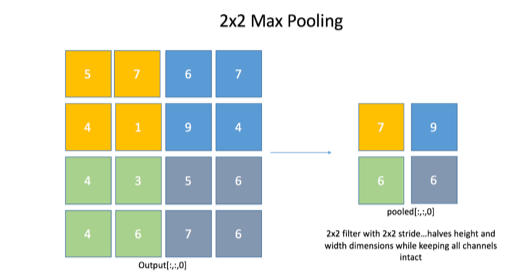 2x2 Max Pooling
5 7 6 7
4 1 9 4
4 3 5 6
4 6 7 6
Output[:,:,0]
7 9
6 6
pooled[:,:,0]
2x2 filter with 2x2 stride...halves height and
width dimensions while keeping all channels
intact